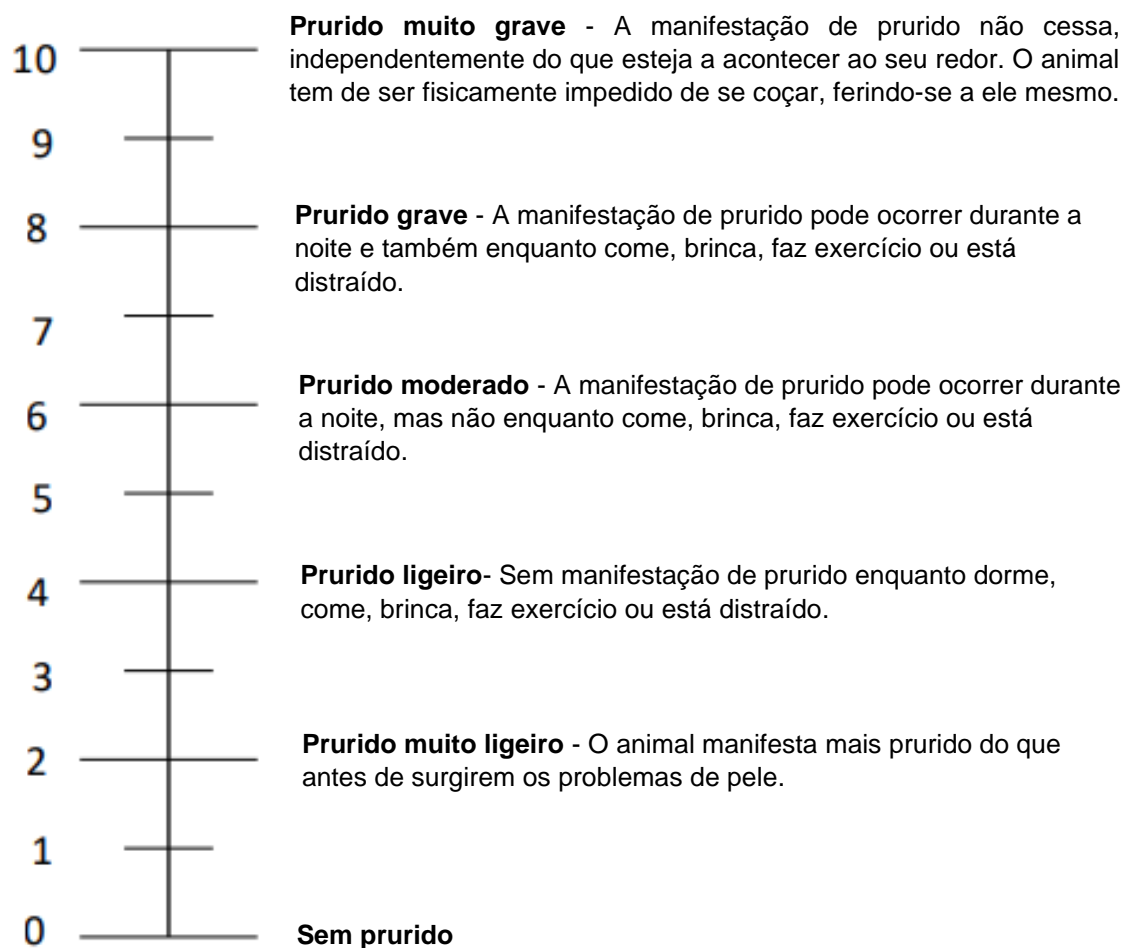 10
Prurido muito grave - A manifestação de prurido não cessa,
independentemente do que esteja a acontecer ao seu redor. O animal
tem de ser fisicamente impedido de se coçar, ferindo-se a ele mesmo.
9
8
Prurido grave - A manifestação de prurido pode ocorrer durante a
noite e também enquanto come, brinca, faz exercício ou está
distraído.
7
6
Prurido moderado - A manifestação de prurido pode ocorrer durante
a noite, mas não enquanto come, brinca, faz exercício ou está
distraído.
5
4
Prurido ligeiro- Sem manifestação de prurido enquanto dorme,
come, brinca, faz exercício ou está distraído.
3
2
Prurido muito ligeiro - O animal manifesta mais prurido do que
antes de surgirem os problemas de pele.
1
0
Sem prurido